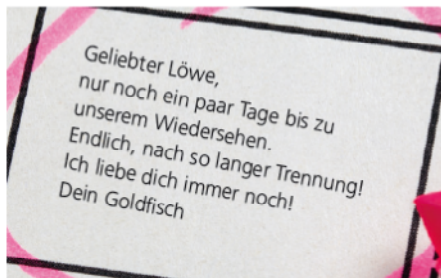 Geliebter Löwe,
nur noch ein paar Tage bis zu
unserem Wiedersehen.
Endlich, nach so langer Trennung!
Ich liebe dich immer noch!
Dein Goldfisch